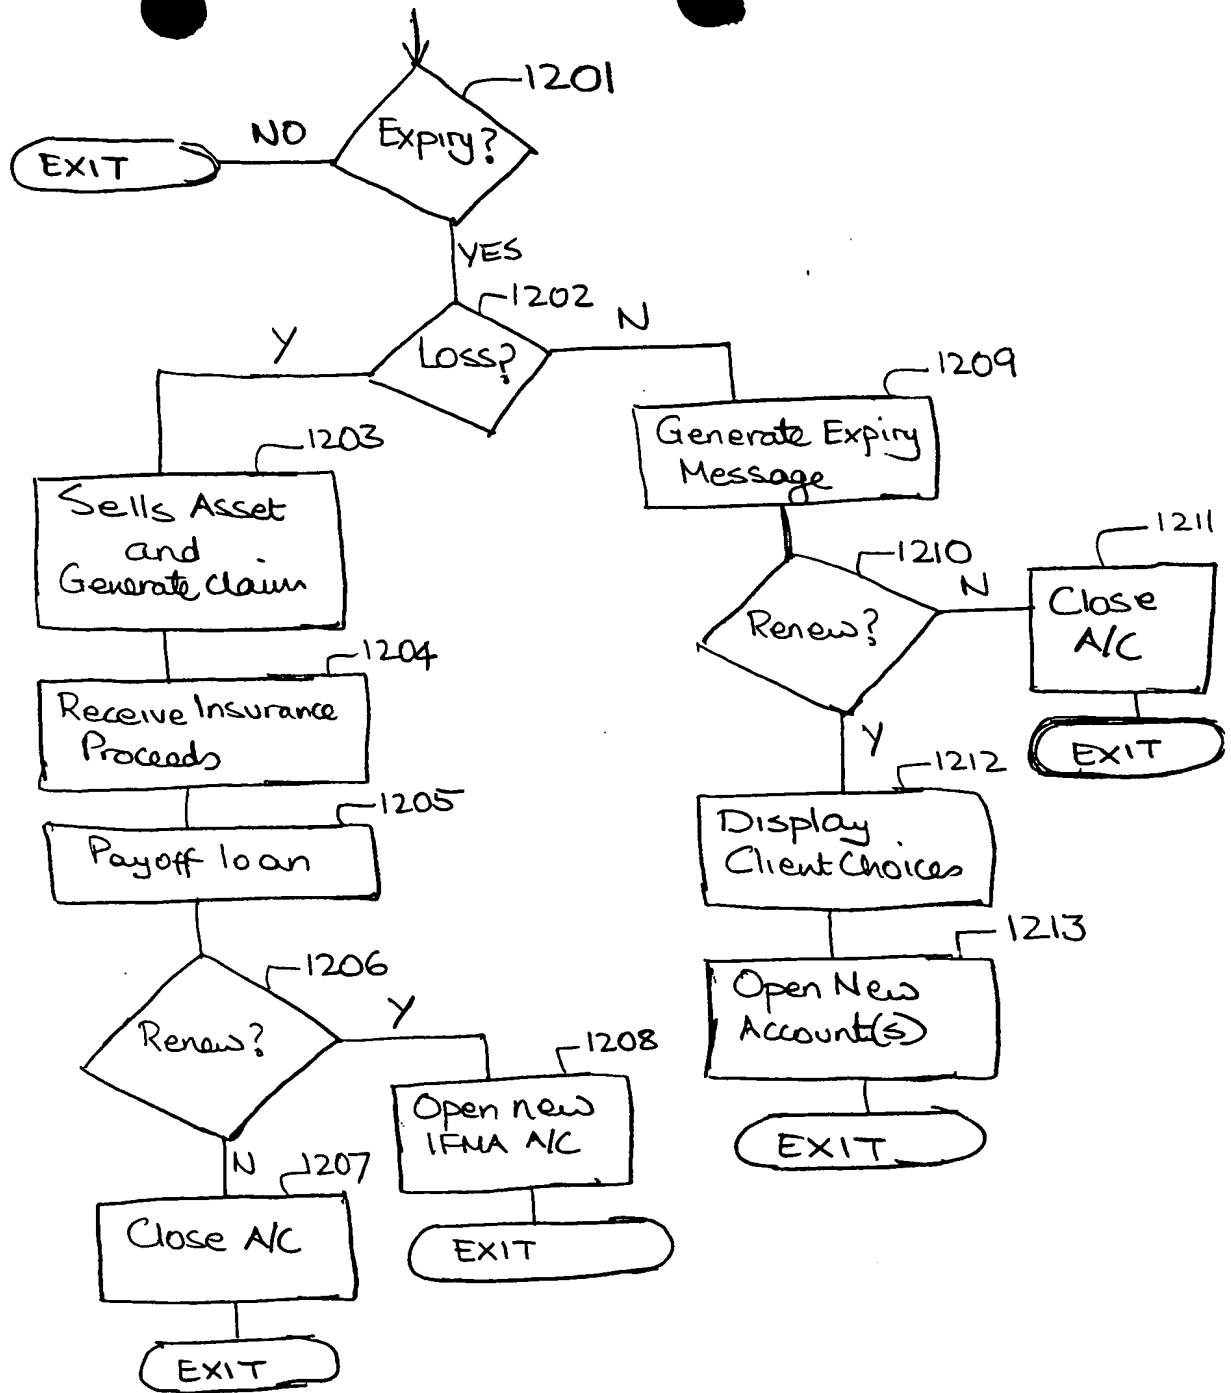 1201
Expiry?
NO
EXIT
YES
1202
Loss?
Y
N
1203
Sells Asset
and
Generate claim
1204
Receive Insurance
Proceeds
1205
Payoff loan
1206
Renew?
Y
1208
Open new
IFMA A/C
EXIT
N
1207
Close A/C
EXIT
1209
Generate Expiry
Message
1210
Renew?
N
1211
Close
A/C
EXIT
Y
1212
Display
Client Choices
1213
Open New
Account(s)
EXIT